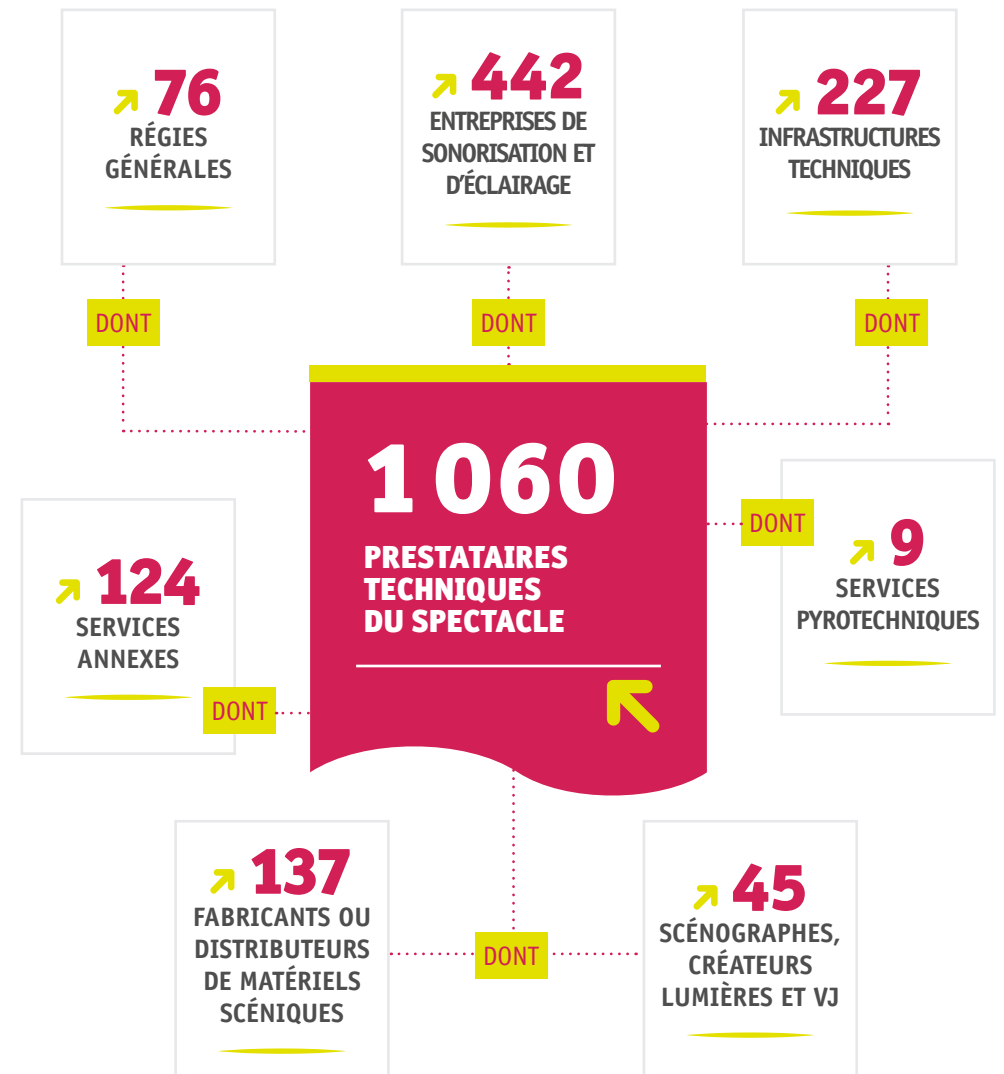 76
RÉGIES
GÉNÉRALES
442
ENTREPRISES DE
SONORISATION ET
D'ÉCLAIRAGE
227
INFRASTRUCTURES
TECHNIQUES
DONT
DONT
DONT
1 060
PRESTATAIRES
TECHNIQUES
DU SPECTACLE
DONT
9
SERVICES
PYROTECHNIQUES
124
SERVICES
ANNEXES
DONT
137
FABRICANTS OU
DISTRIBUTEURS
DE MATÉRIELS
SCÉNIQUES
DONT
45
SCÉNOGRAPHES,
CRÉATEURS
LUMIÈRES ET VJ